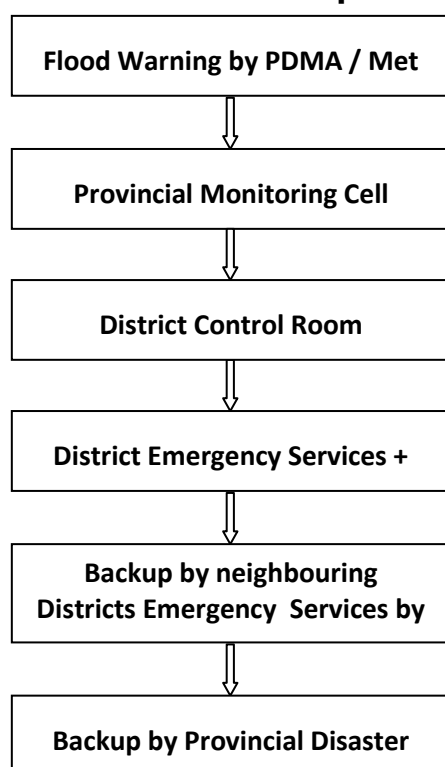 Flood Warning by PDMA / Met
Provincial Monitoring Cell
District Control Room
District Emergency Services +
Backup by neighbouring
Districts Emergency Services by
Backup by Provincial Disaster